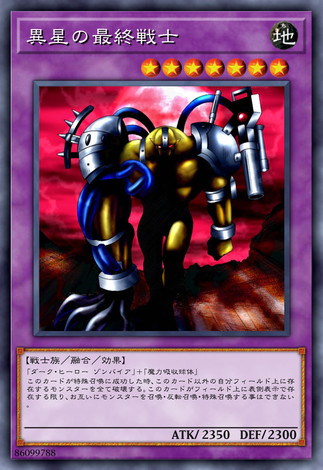 異星の最終戦士
地
【戦士族／融合／効果】
「ダーク・ヒーロー ゾンバイア」+「魔力吸収球体」
このカードが特殊召喚に成功した時、このカード以外の自分フィールド上に存
在するモンスターを全て破壊する。このカードがフィールド上に表側表示で存
在する限り、お互いにモンスターを召喚・反転召喚・特殊召喚する事はできない
。
ATK/ 2350 DEF/ 2300
86099788